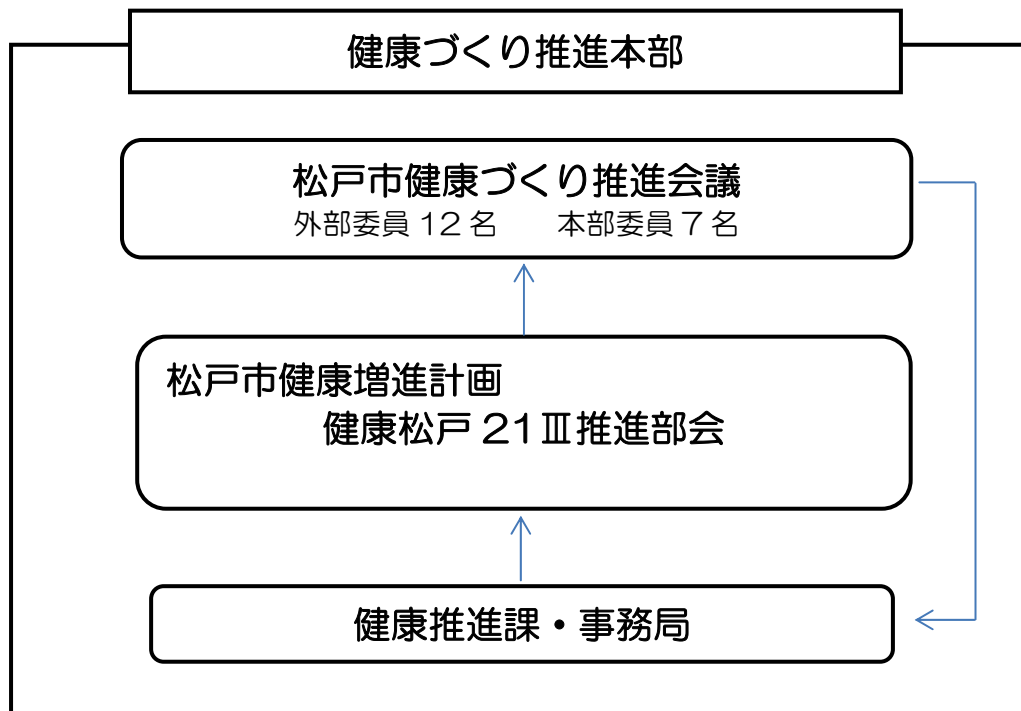 健康づくり推進本部
松戸市健康づくり推進会議
外部委員 12 名　　本部委員 7 名
松戸市健康増進計画
健康松戸 21Ⅲ推進部会
健康推進課・事務局